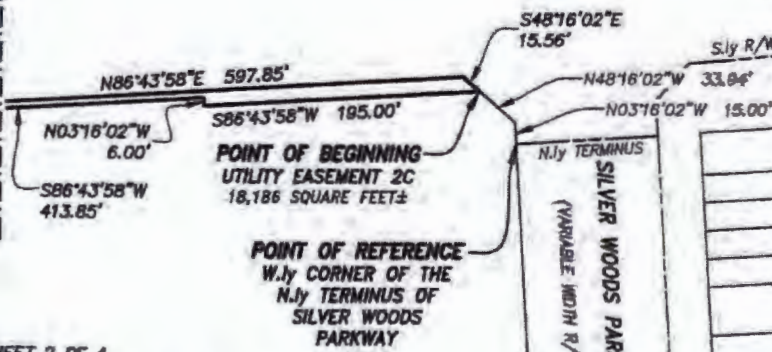 S48°16'02"E
15.56'
S.ly R/W
N86°43'58"E 597.85'
N48°16'02"W 33.84'
N03°16'02"W 15.00'
N03°16'02"W
6.00'
S86°43'58"W 195.00'
S86°43'58"W
413.85'
POINT OF BEGINNING
UTILITY EASEMENT 2C
18,186 SQUARE FEET±
N.ly TERMINUS
SILVER WOODS PAR
(VARIABLE WIDTH R/
POINT OF REFERENCE
W.ly CORNER OF THE
N.ly TERMINUS OF
SILVER WOODS
PARKWAY